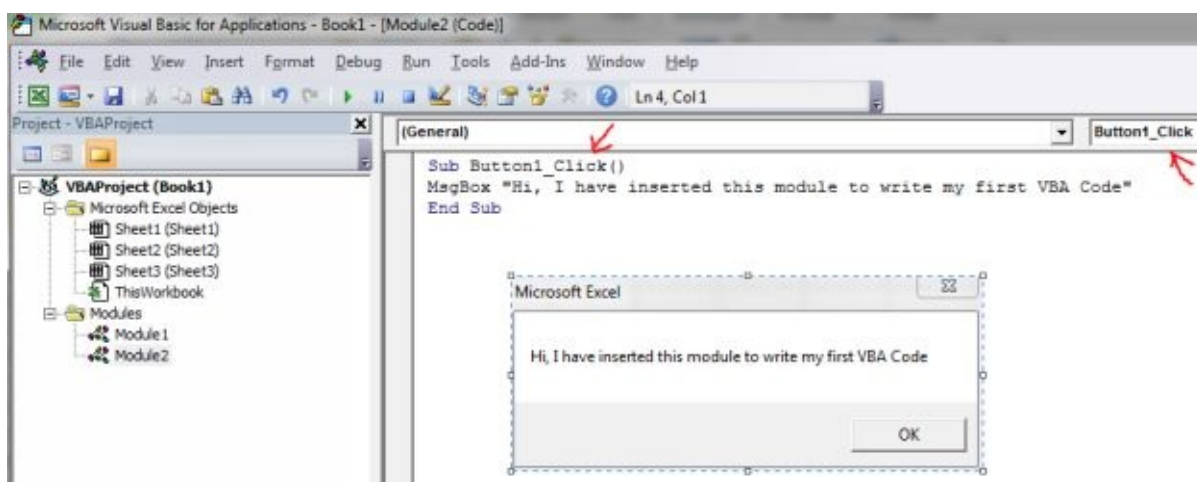 Microsoft Visual Basic for Applications - Book1 - [Module2 (Code)]
File Edit View Insert Format Debug Run Tools Add-Ins Window Help
Ln 4, Col 1
Project - VBAProject
(General)
Button1_Click
VBAProject (Book1)
Microsoft Excel Objects
Sheet1 (Sheet1)
Sheet2 (Sheet2)
Sheet3 (Sheet3)
ThisWorkbook
Modules
Module1
Module2
Sub Button1_Click()
MsgBox "Hi, I have inserted this module to write my first VBA Code"
End Sub
Microsoft Excel
Hi, I have inserted this module to write my first VBA Code
OK